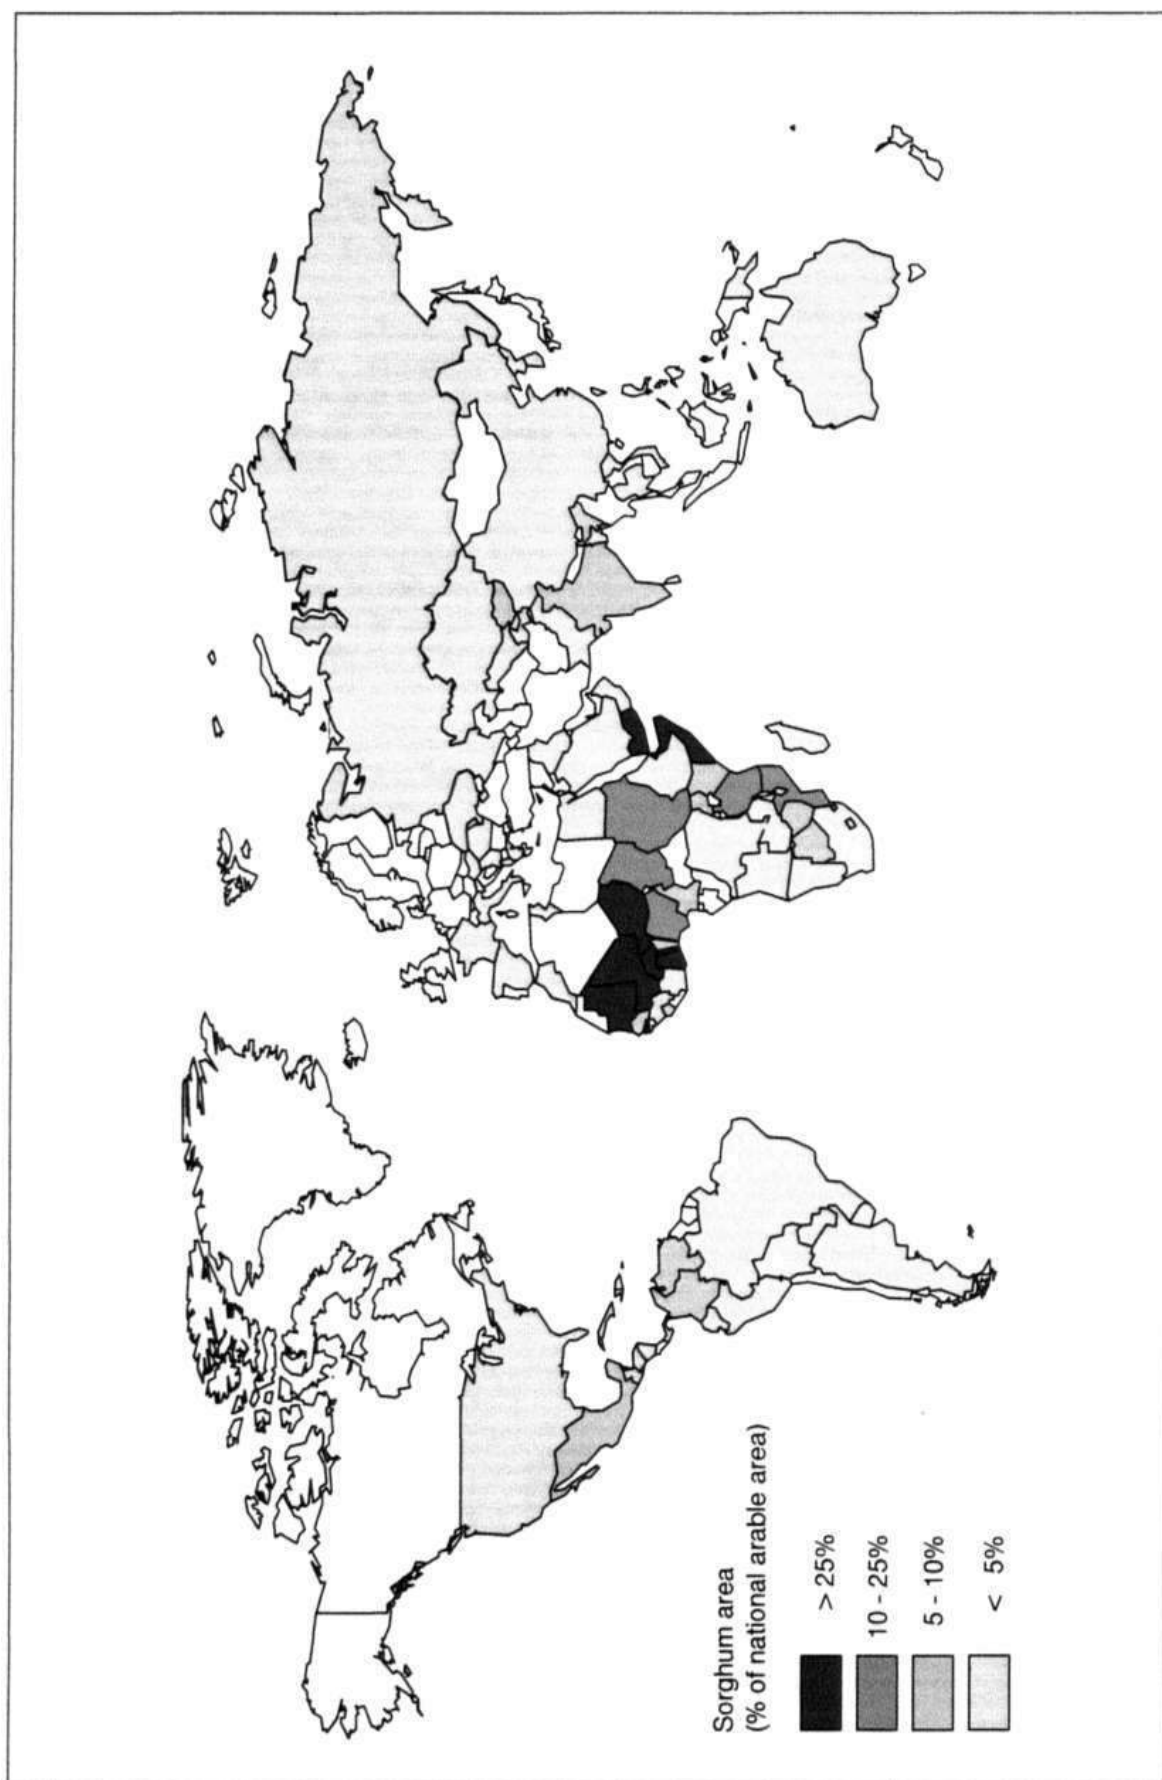 Sorghum area
(% of national arable area)
> 25%
10 - 25%
5 - 10%
< 5%